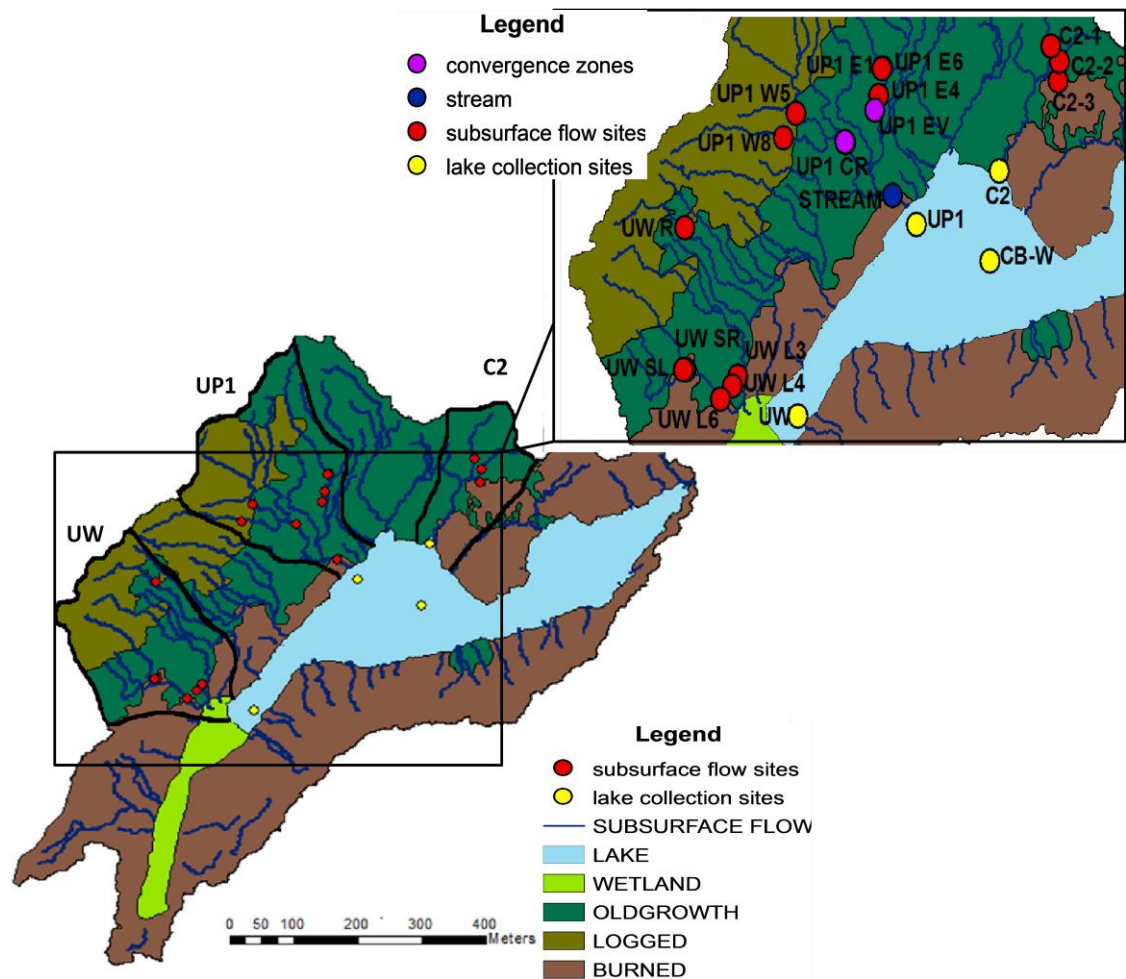 Legend
convergence zones
stream
subsurface flow sites
lake collection sites
C2-1
C2-2
C2-3
UP1 E1
UP1 E6
UP1 E4
UP1 W5
UP1 EV
UP1 W8
UP1 CR
STREAM
C2
UP1
UW R
CB-W
UW SR
UW L3
UW SL
UW L4
UW L6
UW
UP1
C2
UW
Legend
subsurface flow sites
lake collection sites
SUBSURFACE FLOW
LAKE
WETLAND
OLDGROWTH
LOGGED
BURNED
0 50 100 200 300 400
Meters